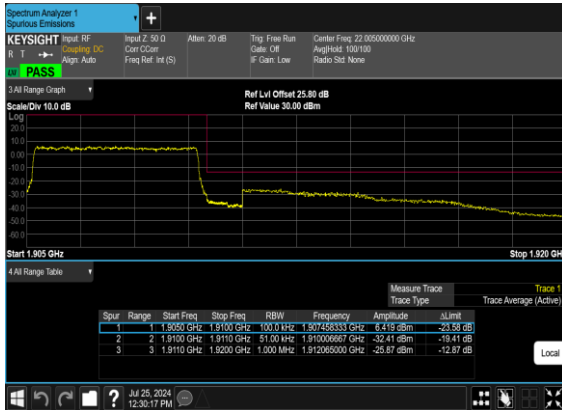 Spectrum Analyzer 1
Spurious Emissions
KEYSIGHT
R T
Input: RF
Coupling: DC
Align: Auto
Input Z: 50 Ω
Corr CCorr
Freq Ref: Int (S)
Atten: 20 dB
Trig: Free Run
Gate: Off
IF Gain: Low
Center Freq: 22.005000000 GHz
Avg|Hold: 100/100
Radio Std: None
PASS
3 All Range Graph
Scale/Div 10.0 dB
Ref Lvl Offset 25.80 dB
Ref Value 30.00 dBm
Log
20.0
10.0
0.00
-10.0
-20.0
-30.0
-40.0
-50.0
-60.0
Start 1.905 GHz
Stop 1.920 GH
4 All Range Table
Measure Trace Trace 1
Trace Type Trace Average (Active)
Spur Range Start Freq Stop Freq RBW Frequency Amplitude ΔLimit
1 1 1.9050 GHz 1.9100 GHz 100.0 kHz 1.907458333 GHz 6.419 dBm -23.58 dB
2 2 1.9100 GHz 1.9110 GHz 51.00 kHz 1.910006667 GHz -32.41 dBm -19.41 dB
3 3 1.9110 GHz 1.9200 GHz 1.000 MHz 1.912065000 GHz -25.87 dBm -12.87 dB
Local
?
Jul 25, 2024
12:30:17 PM